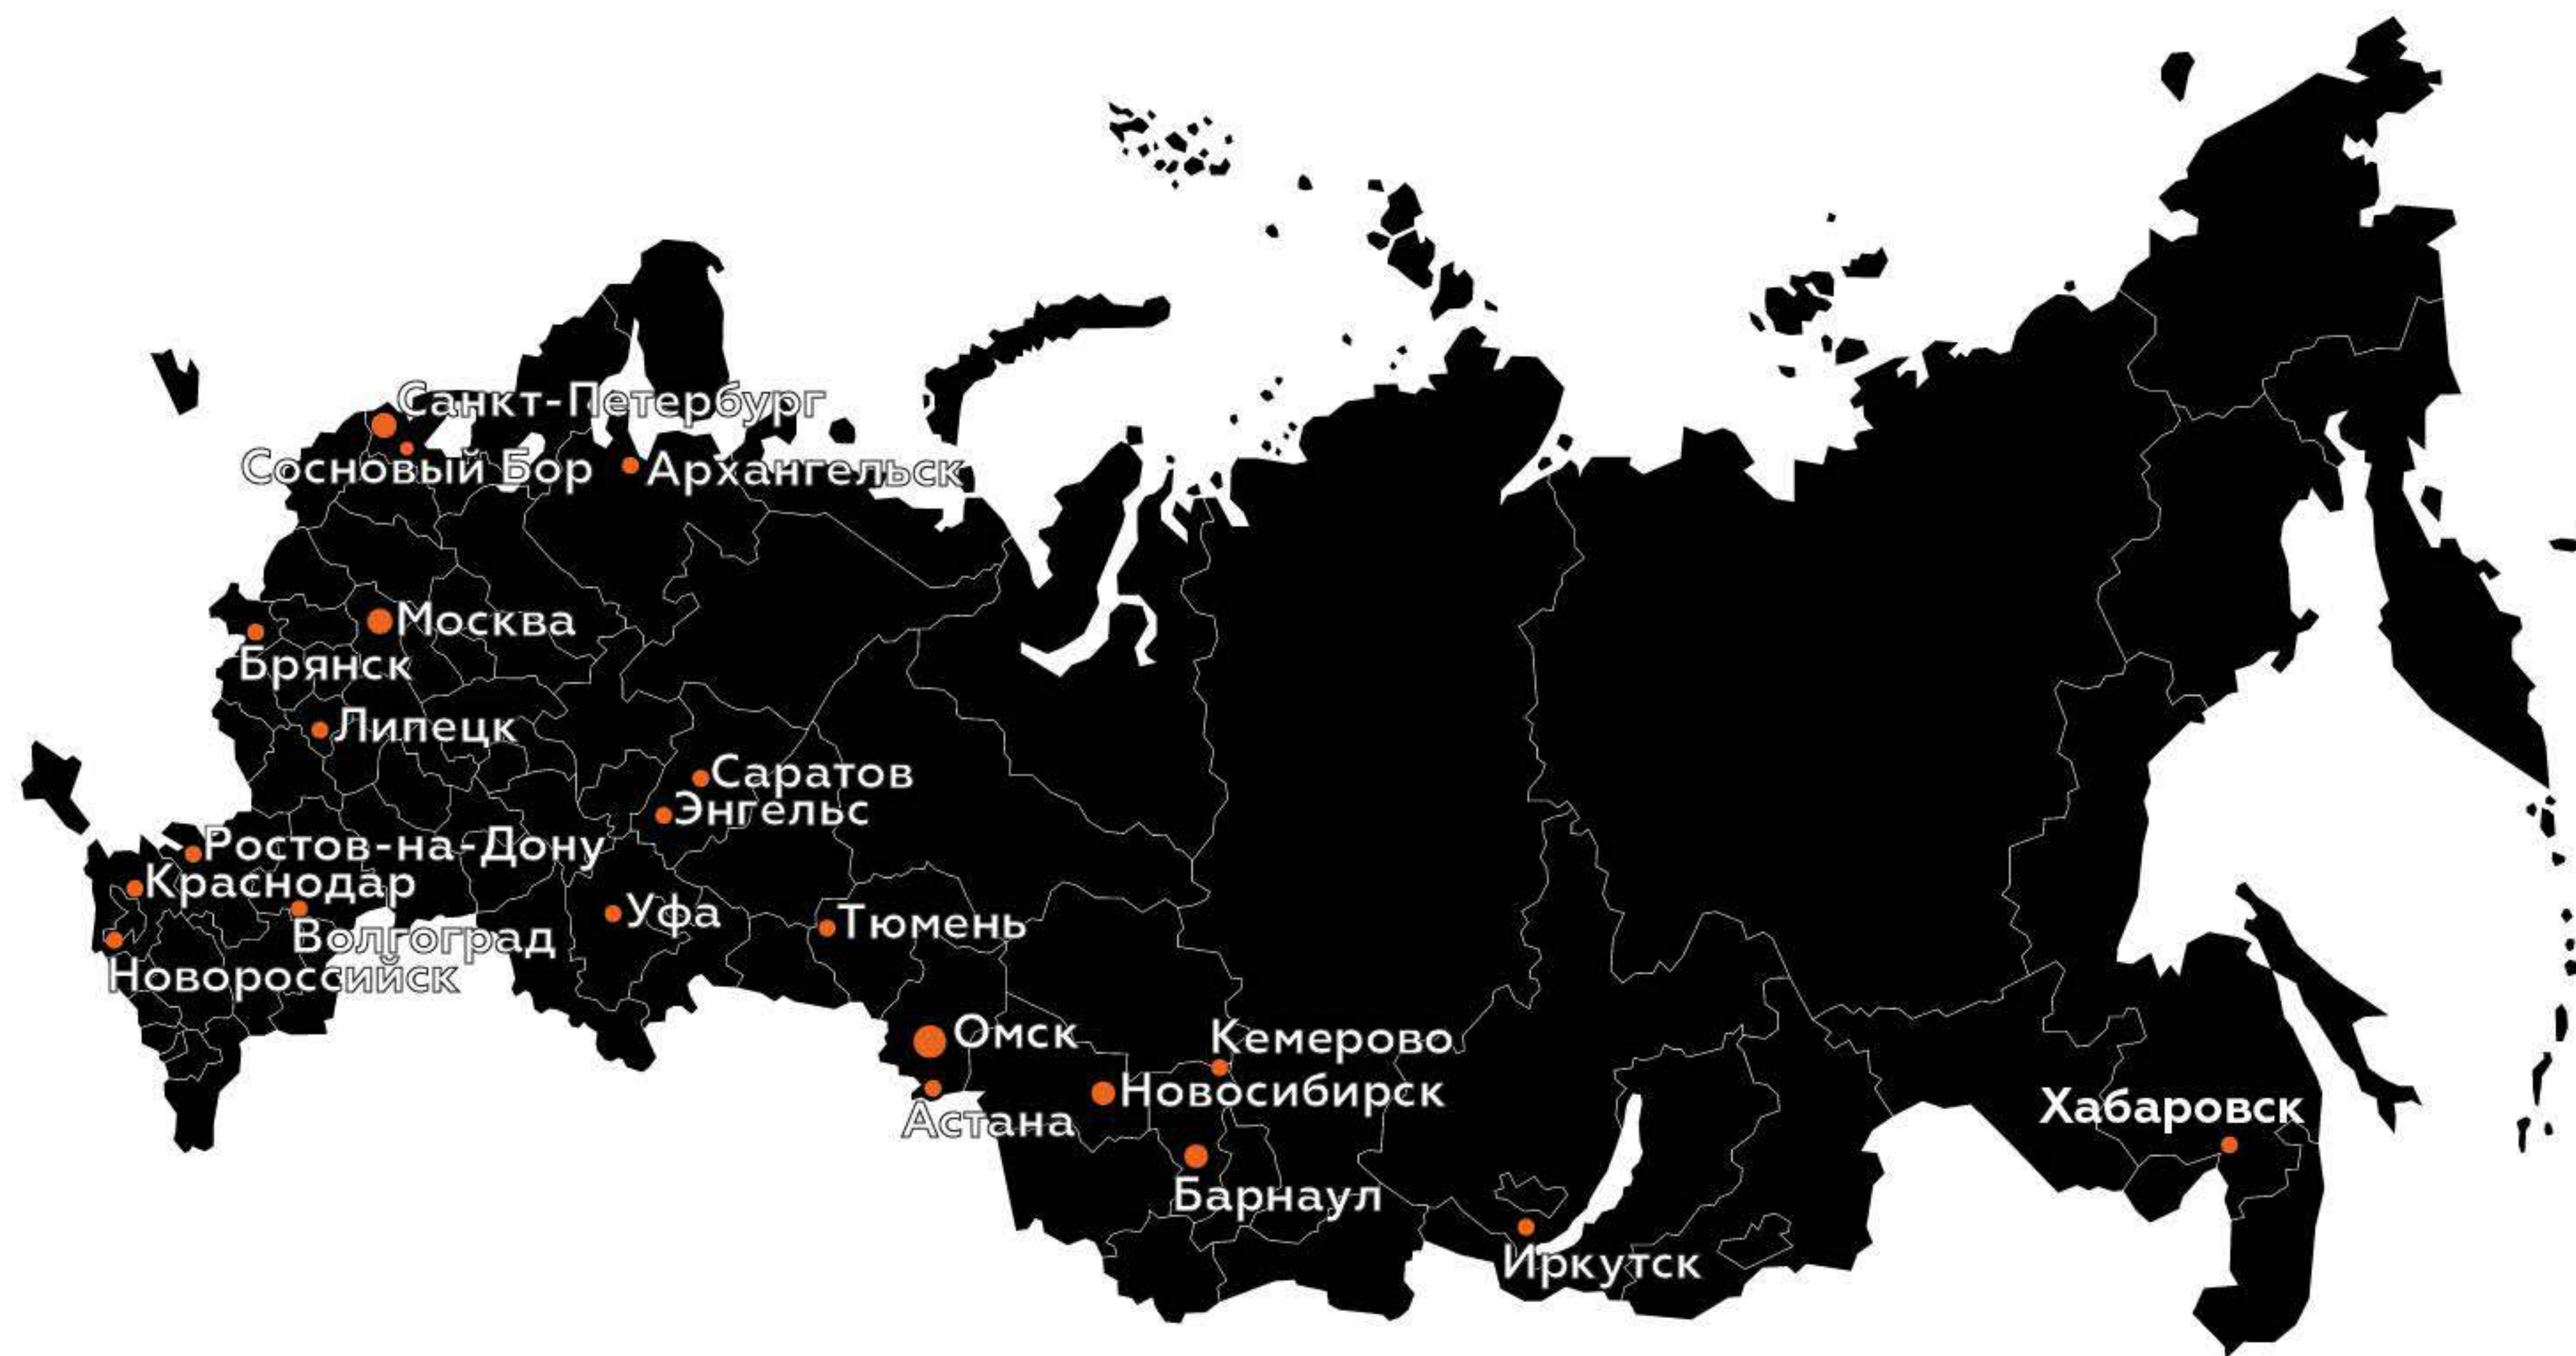 Санкт-Петербург
Сосновый Бор
Архангельск
Москва
Брянск
Липецк
Саратов
Энгельс
Ростов-на-Дону
Краснодар
Уфа
Тюмень
Волгоград
Новороссийск
Омск
Кемерово
Новосибирск
Астана
Хабаровск
Барнаул
Иркутск